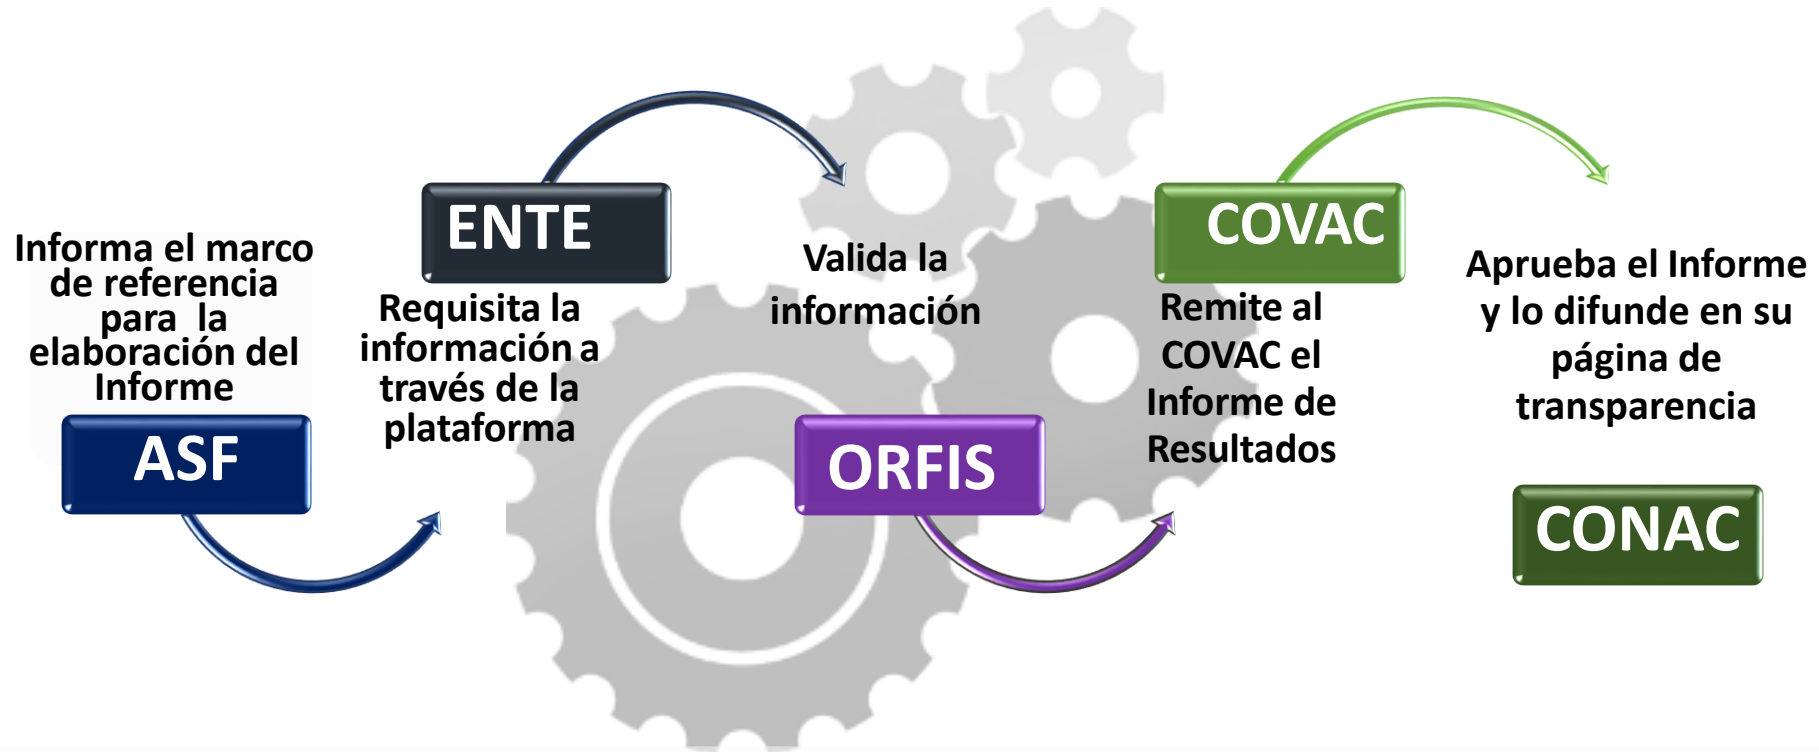 Informa el marco
de referencia
para la
elaboración del
Informe
ASF
ENTE
Requisita la
información a
través de la
plataforma
Valida la
información
ORFIS
COVAC
Remite al
COVAC el
Informe de
Resultados
Aprueba el Informe
y lo difunde en su
página de
transparencia
CONAC